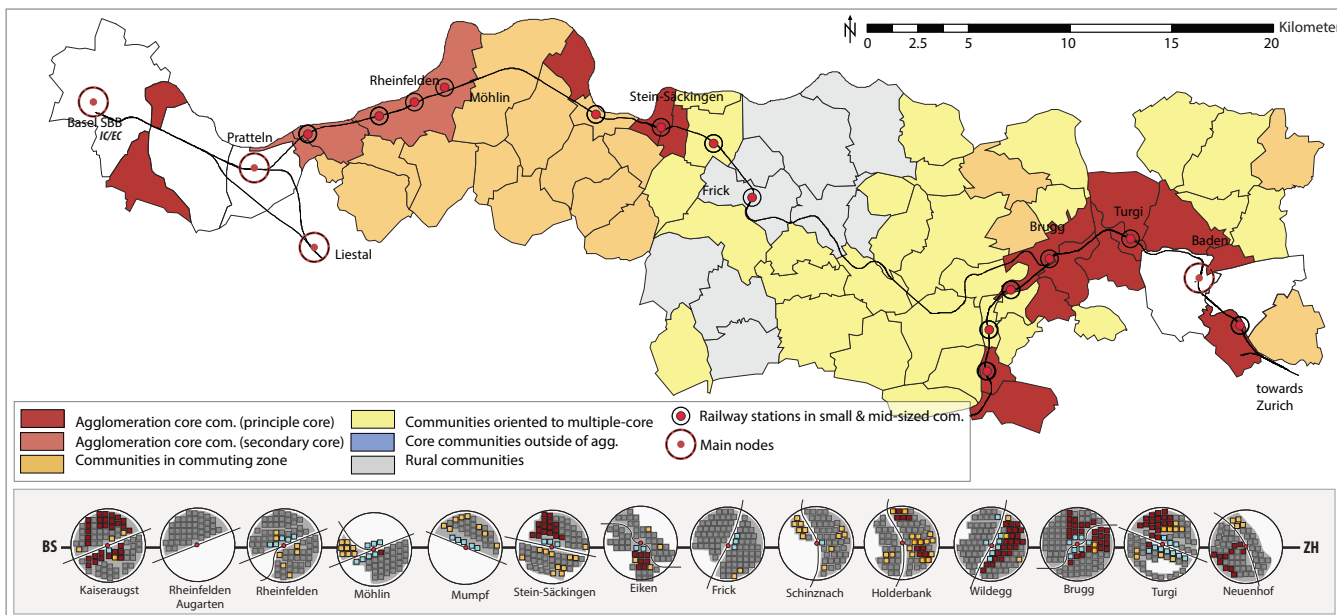 N
Kilometer
0 2.5 5 10 15 20
Rheinfelden
Möhlin
Stein-Säckingen
Basel SBB
IC/EC
Pratteln
Frick
Turgi
Brugg
Baden
Liestal
towards
Zurich
Agglomeration core com. (principle core)
Agglomeration core com. (secondary core)
Communities in commuting zone
Communities oriented to multiple-core
Core communities outside of agg.
Rural communities
Railway stations in small & mid-sized com.
Main nodes
BS
ZH
Kaiseraugst
Rheinfelden
Augarten
Rheinfelden
Möhlin
Mumpf
Stein-Säckingen
Eiken
Frick
Schinznach
Holderbank
Wildegg
Brugg
Turgi
Neuenhof